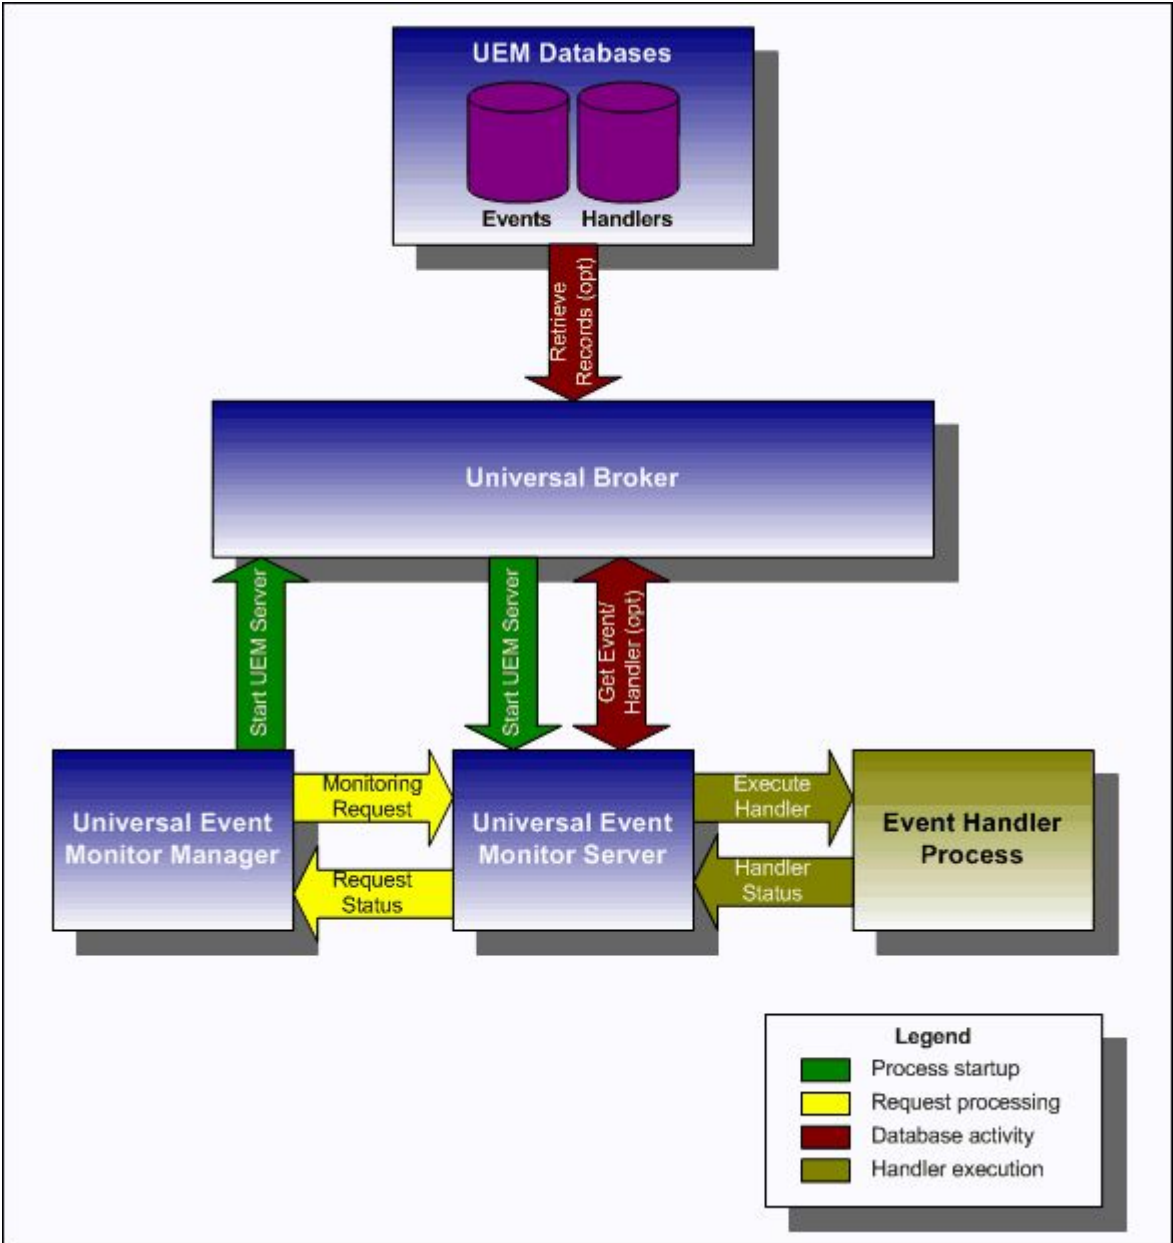 UEM Databases
Events
Handlers
Retrieve
Records (opt)
Universal Broker
Start UEM Server
Start UEM Server
Get Event/
Handler (opt)
Universal Event
Monitor Manager
Monitoring
Request
Request
Status
Universal Event
Monitor Server
Execute
Handler
Handler
Status
Event Handler
Process
Legend
Process startup
Request processing
Database activity
Handler execution